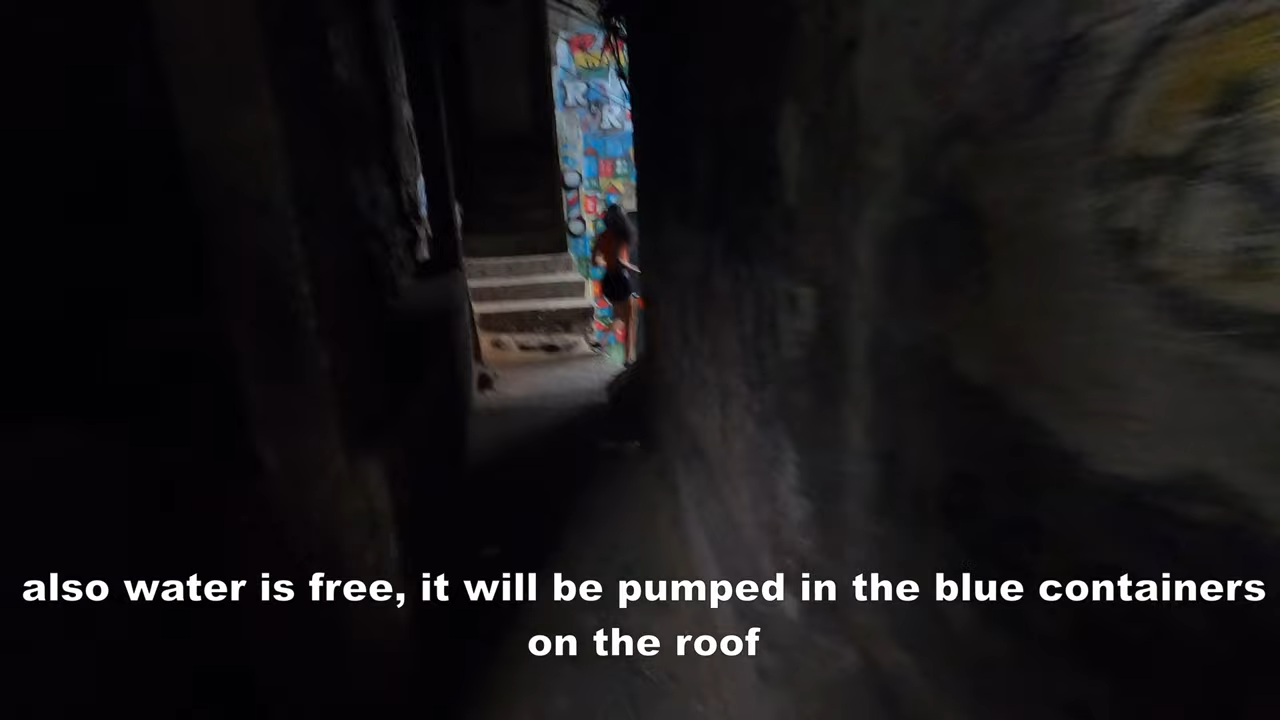 R
R
also water is free, it will be pumped in the blue containers
on the roof